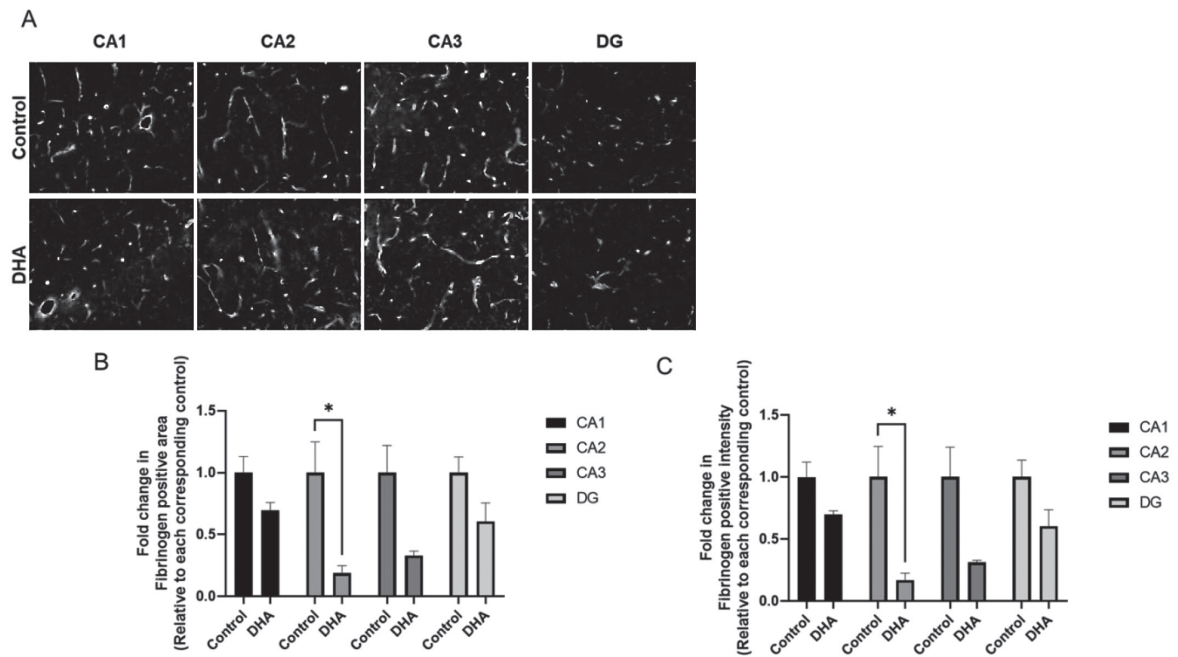 A
CA1 CA2 CA3 DG
Control
DHA
B
Fold change in
Fibrinogen positive area
(Relative to each corresponding control)
1.5
1.0
0.5
0.0
*
Control DHA Control DHA Control DHA Control DHA
CA1
CA2
CA3
DG
C
Fold change in
Fibrinogen positive intensity
(Relative to each corresponding control)
1.5
1.0
0.5
0.0
*
Control DHA Control DHA Control DHA Control DHA
CA1
CA2
CA3
DG